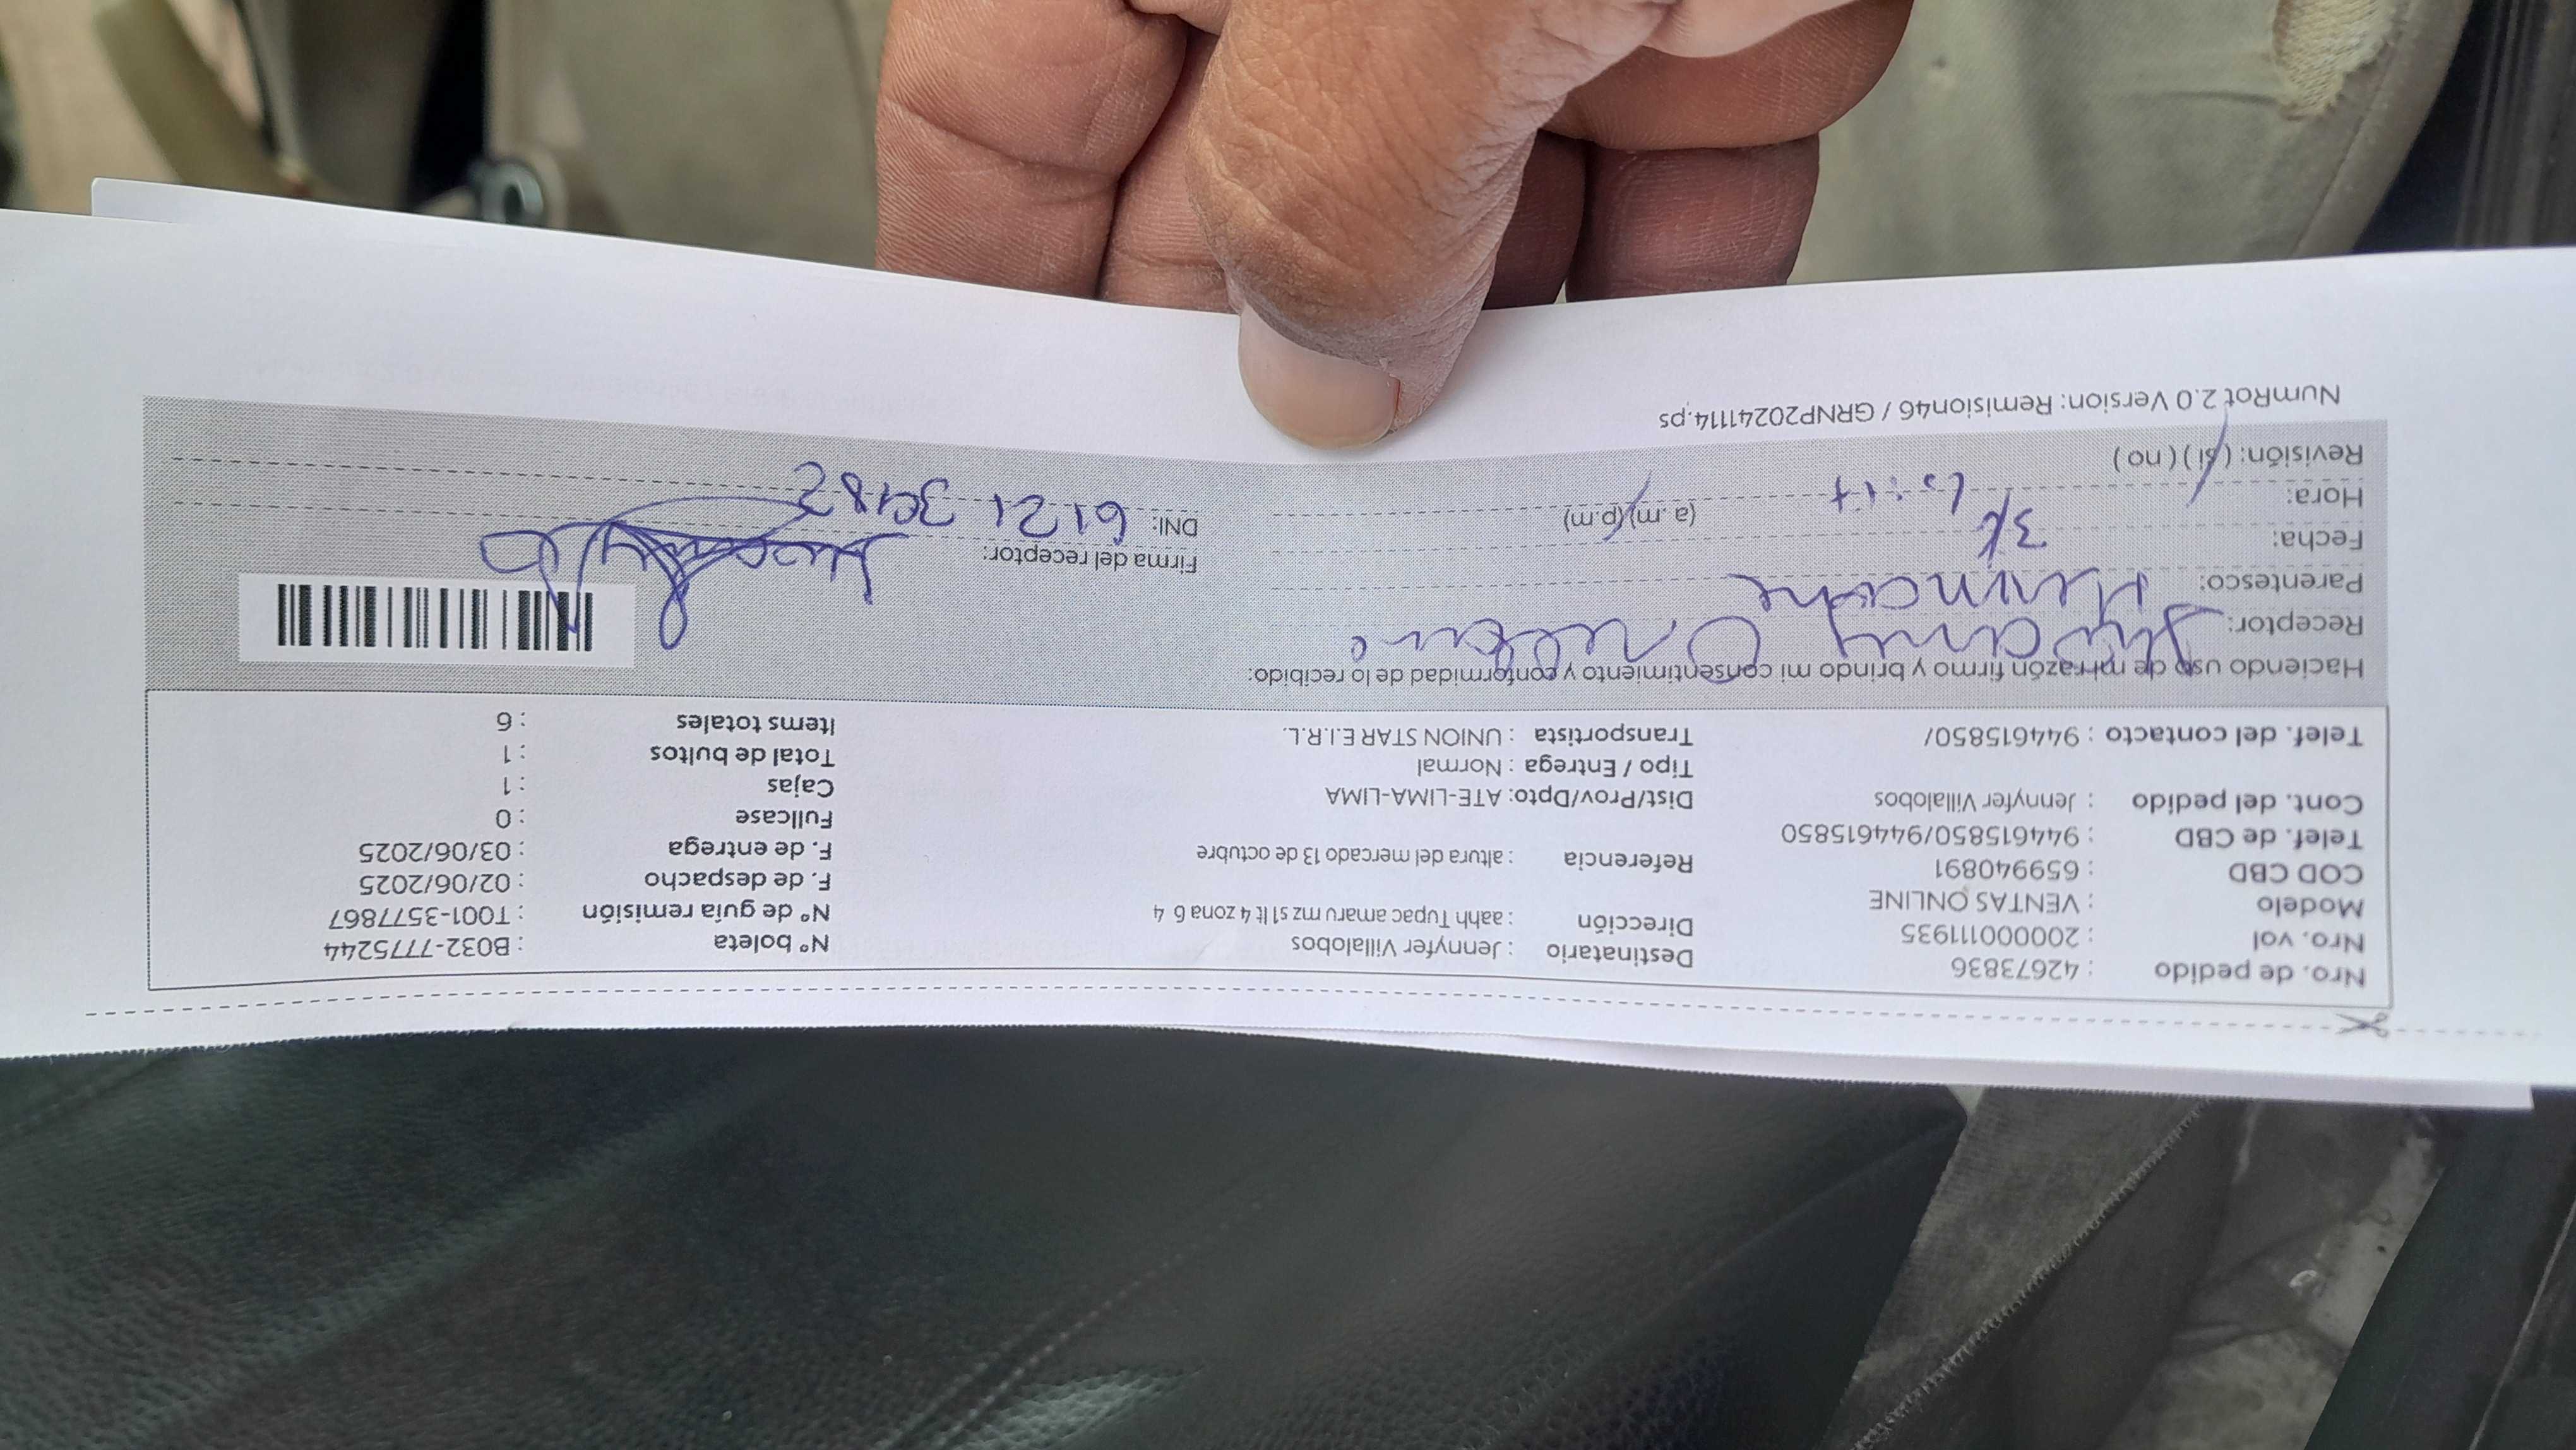 Nro. de pedido : 42673836
Nro. vol : 20000111935
Modelo : VENTAS ONLINE
COD CBD : 659940891
Telef. de CBD : 944615850/944615850
Cont. del pedido : Jennyfer Villalobos
Telef. del contacto : 944615850/
Destinatario : Jennyfer Villalobos
Dirección : aahh Tupac amaru mz s1 lt 4 zona 6 4
Referencia : altura del mercado 13 de octubre
Dist/Prov/Dpto: ATE-LIMA-LIMA
Tipo / Entrega : Normal
Transportista : UNION STAR E.I.R.L.
N° boleta : B032-7775244
N° de guía remisión : T001-3577867
F. de despacho : 02/06/2025
F. de entrega : 03/06/2025
Fullcase : 0
Cajas : 1
Total de bultos : 1
Items totales : 6
Haciendo uso de mi razón firmo y brindo mi consentimiento y conformidad de lo recibido:
Receptor:
Parentesco:
Fecha:
Hora: (a.m) (p.m)
Revisión: ( si ) ( no )
Firma del receptor:
DNI:
NumRot 2.0 Version: Remision46 / GRNP20241114.ps